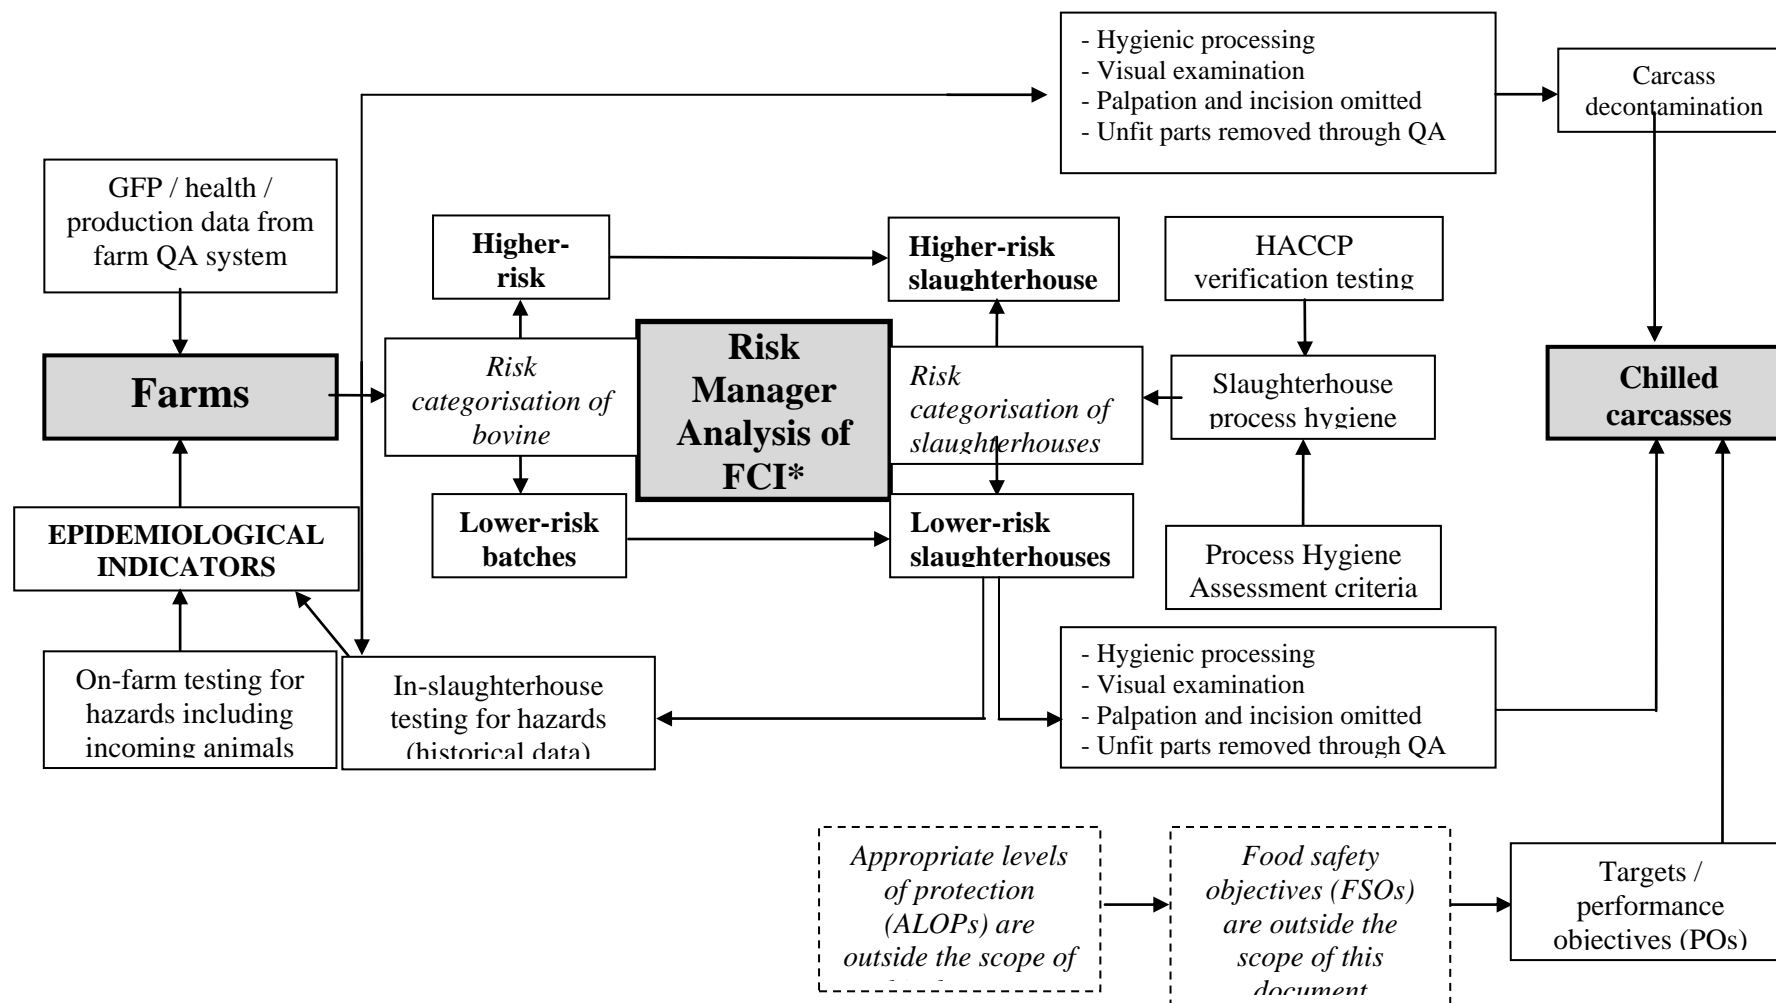 - Hygienic processing
- Visual examination
- Palpation and incision omitted
- Unfit parts removed through QA
Carcass
decontamination
GFP / health /
production data from
farm QA system
Higher-
risk
Higher-risk
slaughterhouse
HACCP
verification testing
Farms
Risk
categorisation of
bovine
Risk
Manager
Analysis of
FCI*
Risk
categorisation of
slaughterhouses
Slaughterhouse
process hygiene
Chilled
carcasses
EPIDEMIOLOGICAL
INDICATORS
Lower-risk
batches
Lower-risk
slaughterhouses
Process Hygiene
Assessment criteria
On-farm testing for
hazards including
incoming animals
In-slaughterhouse
testing for hazards
(historical data)
- Hygienic processing
- Visual examination
- Palpation and incision omitted
- Unfit parts removed through QA
Appropriate levels
of protection
(ALOPs) are
outside the scope of
Food safety
objectives (FSOs)
are outside the
scope of this
document
Targets /
performance
objectives (POs)